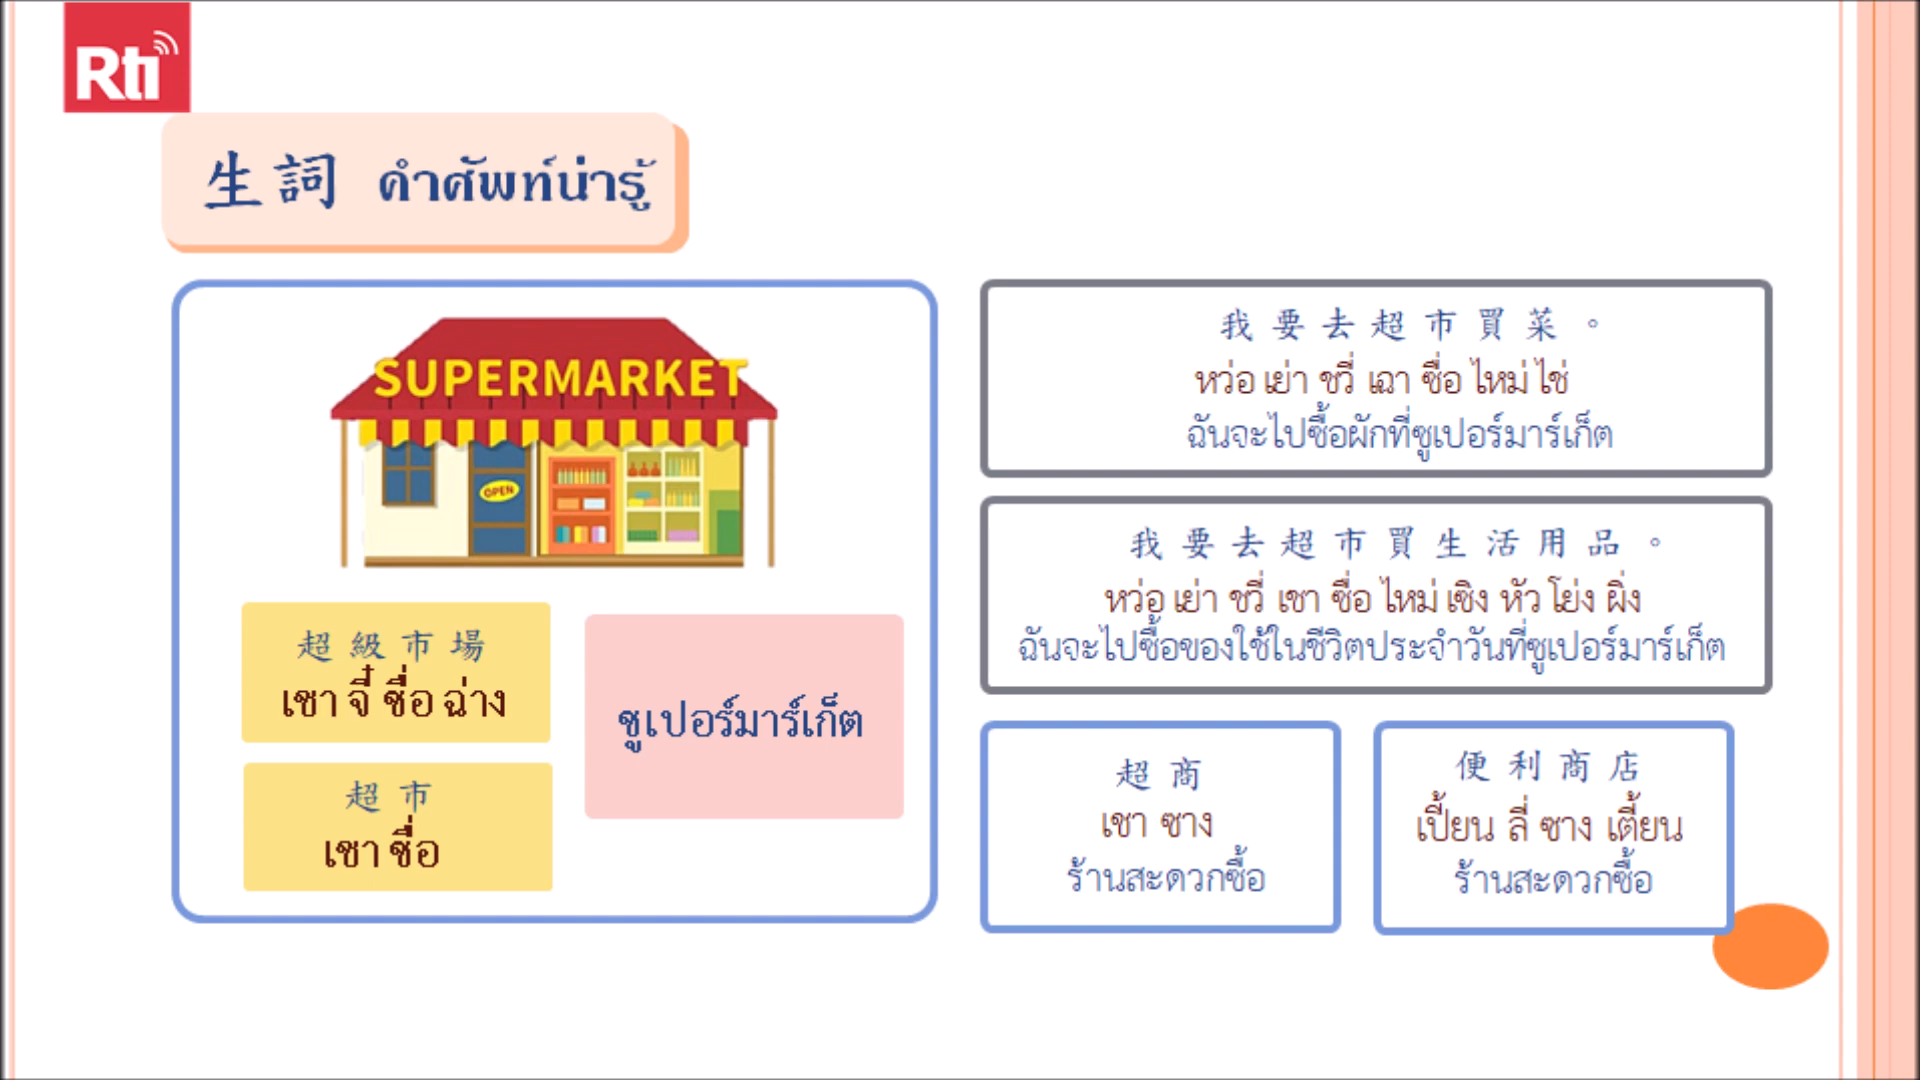 Rti
生詞 คำศัพท์น่ารู้
SUPERMARKET
OPEN
超級市場
เชา จี๋ ชื่อ ฉ่าง
超市
เชา ชื่อ
ซูเปอร์มาร์เก็ต
我要去超市買菜。
หว่อ เย่า ชวี่ เฉา ชื่อ ไหม่ ไช่
ฉันจะไปซื้อผักที่ซูเปอร์มาร์เก็ต
我要去超市買生活用品。
หว่อ เย่า ชวี่ เชา ชื่อ ไหม่ เซิง หัว โย่ง ผิ่ง
ฉันจะไปซื้อของใช้ในชีวิตประจำวันที่ซูเปอร์มาร์เก็ต
超商
เชา ซาง
ร้านสะดวกซื้อ
便利商店
เปี้ยน ลี่ ซาง เตี้ยน
ร้านสะดวกซื้อ